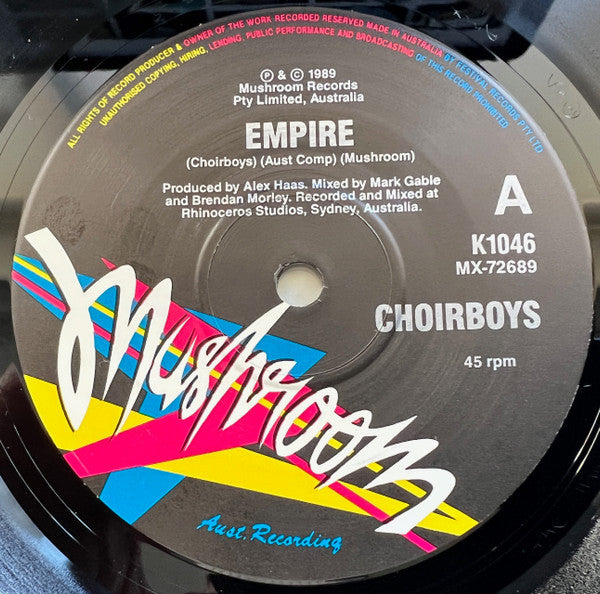 ALL RIGHTS OF RECORD PRODUCER & OWNER OF THE WORK RECORDED RESERVED MADE IN AUSTRALIA BY FESTIVAL RECORDS PTY LTD
UNAUTHORISED COPYING, HIRING, LENDING, PUBLIC PERFORMANCE AND BROADCASTING OF THIS RECORD PROHIBITED
Ⓟ & © 1989
Mushroom Records
Pty Limited, Australia
EMPIRE
(Choirboys) (Aust Comp) (Mushroom)
Produced by Alex Haas. Mixed by Mark Gable
and Brendan Morley. Recorded and Mixed at
Rhinoceros Studios, Sydney, Australia.
A
K1046
MX-72689
CHOIRBOYS
45 rpm
Mushroom
Aust. Recording